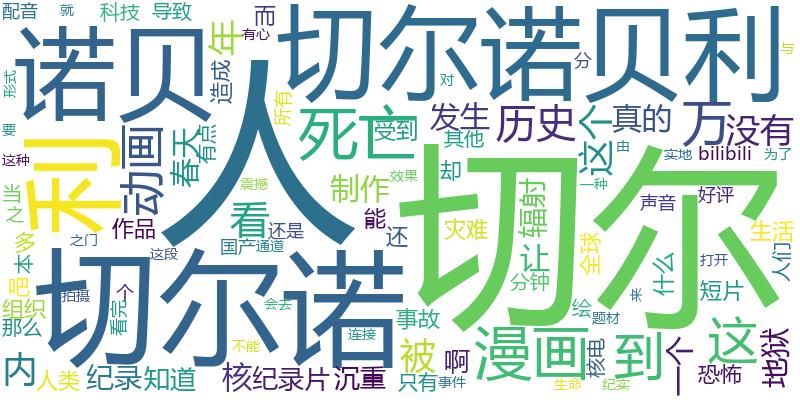 配音 就 科技 导致
而 有心
切尔诺贝利
诺贝
年
造成
形式
所有
人
对
分
与
利
动画
春天
有点
死亡
受到
发生
历史
其他
这个
真的
万
没有
要
这种
制作
效果
却
由
实地
bilibili
为了
震撼
一种
当
之
作品
看
能
还是
还
切尔
辐射
灾难
让
声音
好评
全球
生活
多
之门
国产
通道
这段
分钟
什么
打开
人们
本
吧
组织
切尔诺
拍摄
个
会去
绘
来
短片
那么
看完
事故
题材
连接
漫画
到
这
不能
被
啊
核电
一个
地狱
内
人类
纪录
知道
核
纪录片
沉重
只有
事件
生命
纪实
恐怖